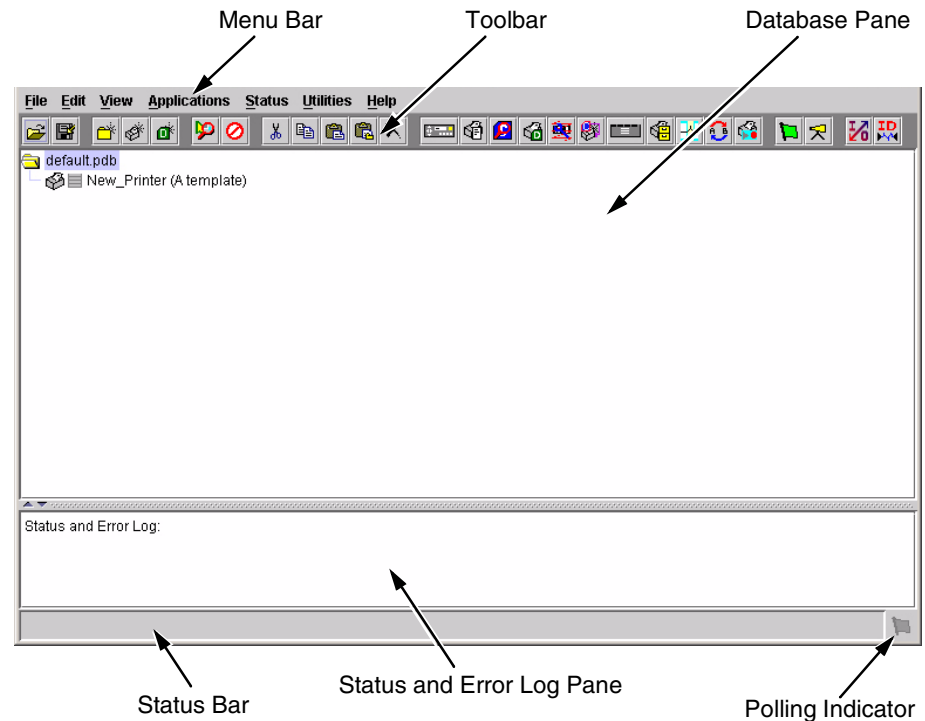 Menu Bar Toolbar Database Pane
File Edit View Applications Status Utilities Help
default.pdb
New_Printer (A template)
Status and Error Log:
Status Bar Status and Error Log Pane Polling Indicator